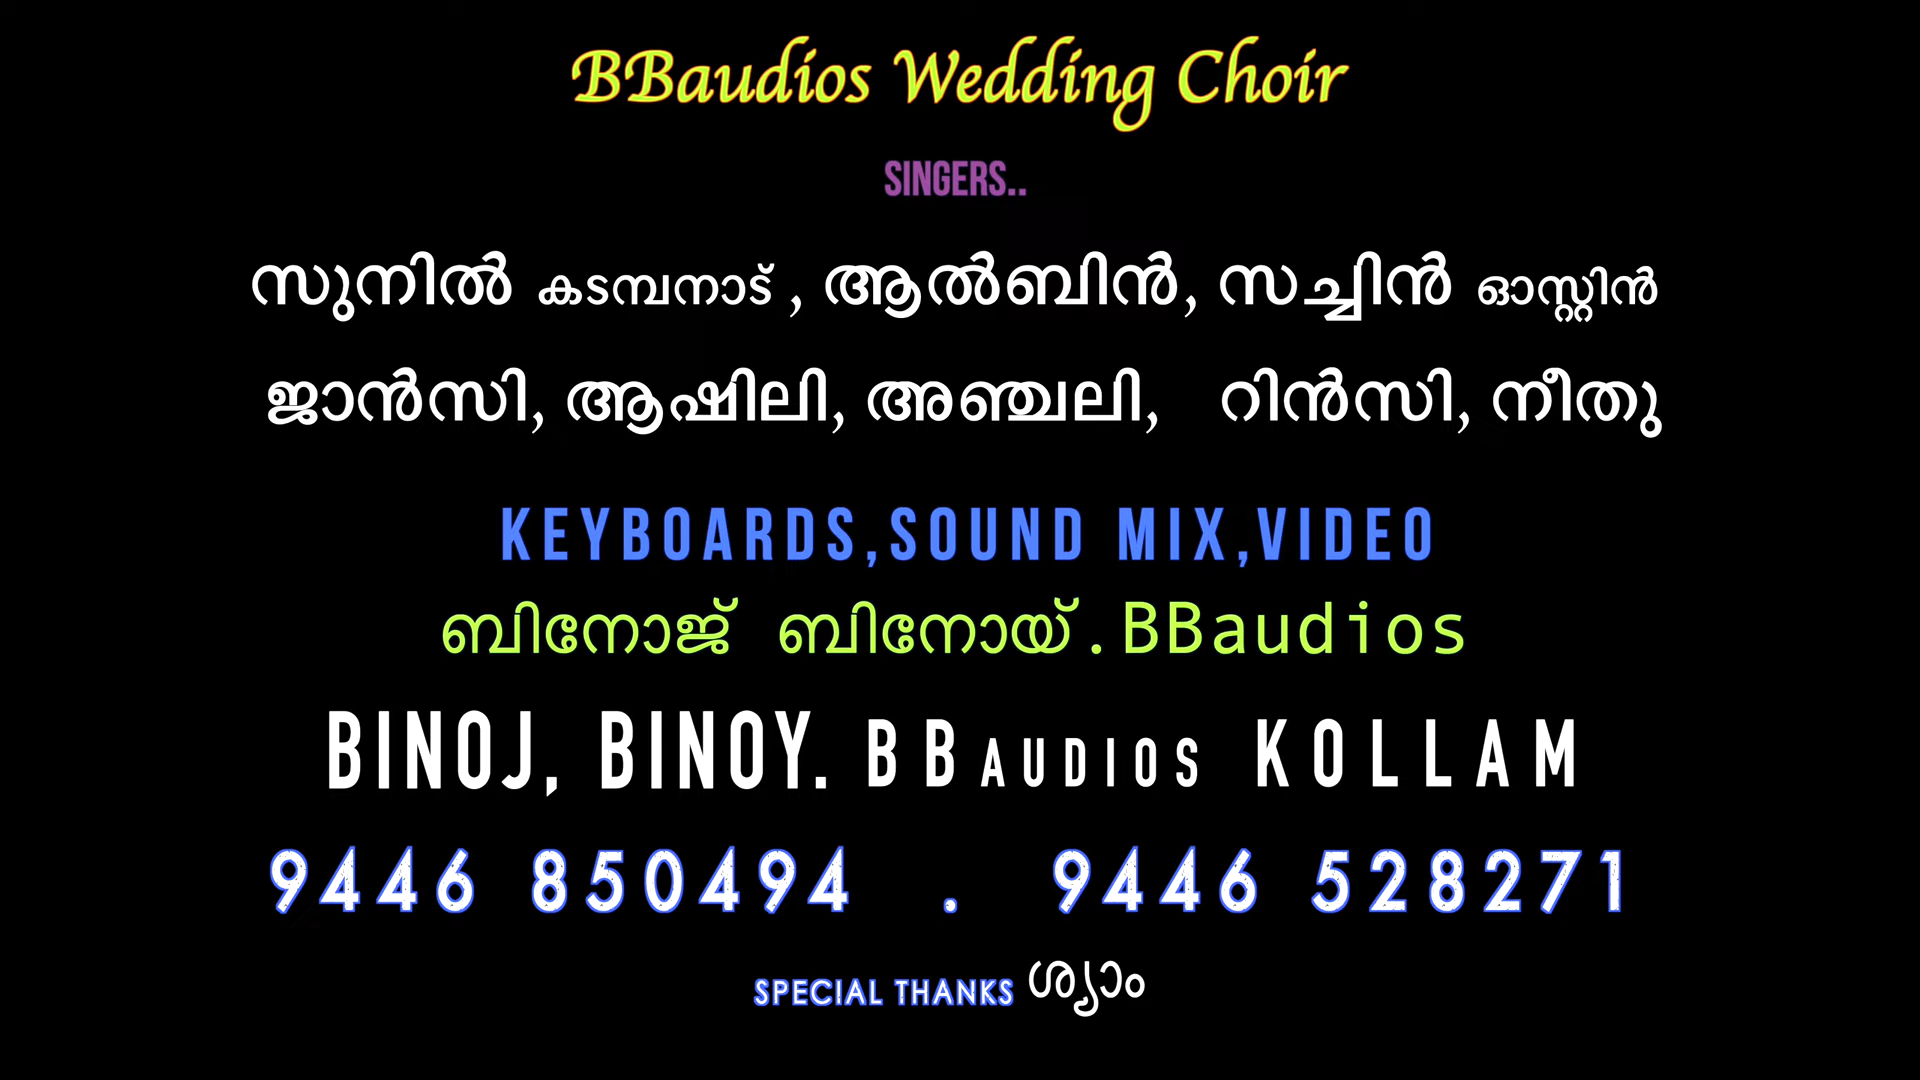 BBaudios Wedding Choir
SINGERS..
സുനിൽ കടമ്പനാട് , ആൽബിൻ, സച്ചിൻ ഓസ്റ്റിൻ
ജാൻസി, ആഷിലി, അഞ്ചലി, റിൻസി, നീതു
KEYBOARDS,SOUND MIX,VIDEO
ബിനോജ് ബിനോയ്.BBaudios
BINOJ, BINOY. BBAUDIOS KOLLAM
9446 850494 . 9446 528271
SPECIAL THANKS ശ്യാം